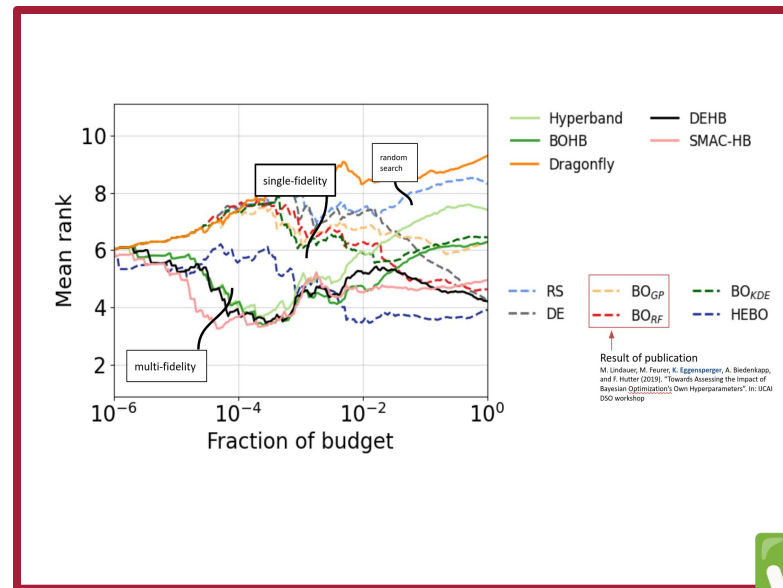 10
8
6
4
2
Mean rank
10⁻⁶
10⁻⁴
10⁻²
10⁰
Fraction of budget
single-fidelity
random
search
multi-fidelity
Hyperband
BOHB
Dragonfly
DEHB
SMAC-HB
RS
DE
BO_GP
BO_RF
BO_KDE
HEBO
Result of publication
M. Lindauer, M. Feurer, K. Eggensperger, A. Biedenkapp,
and F. Hutter (2019). "Towards Assessing the Impact of
Bayesian Optimization's Own Hyperparameters". In: IJCAI
DSO workshop